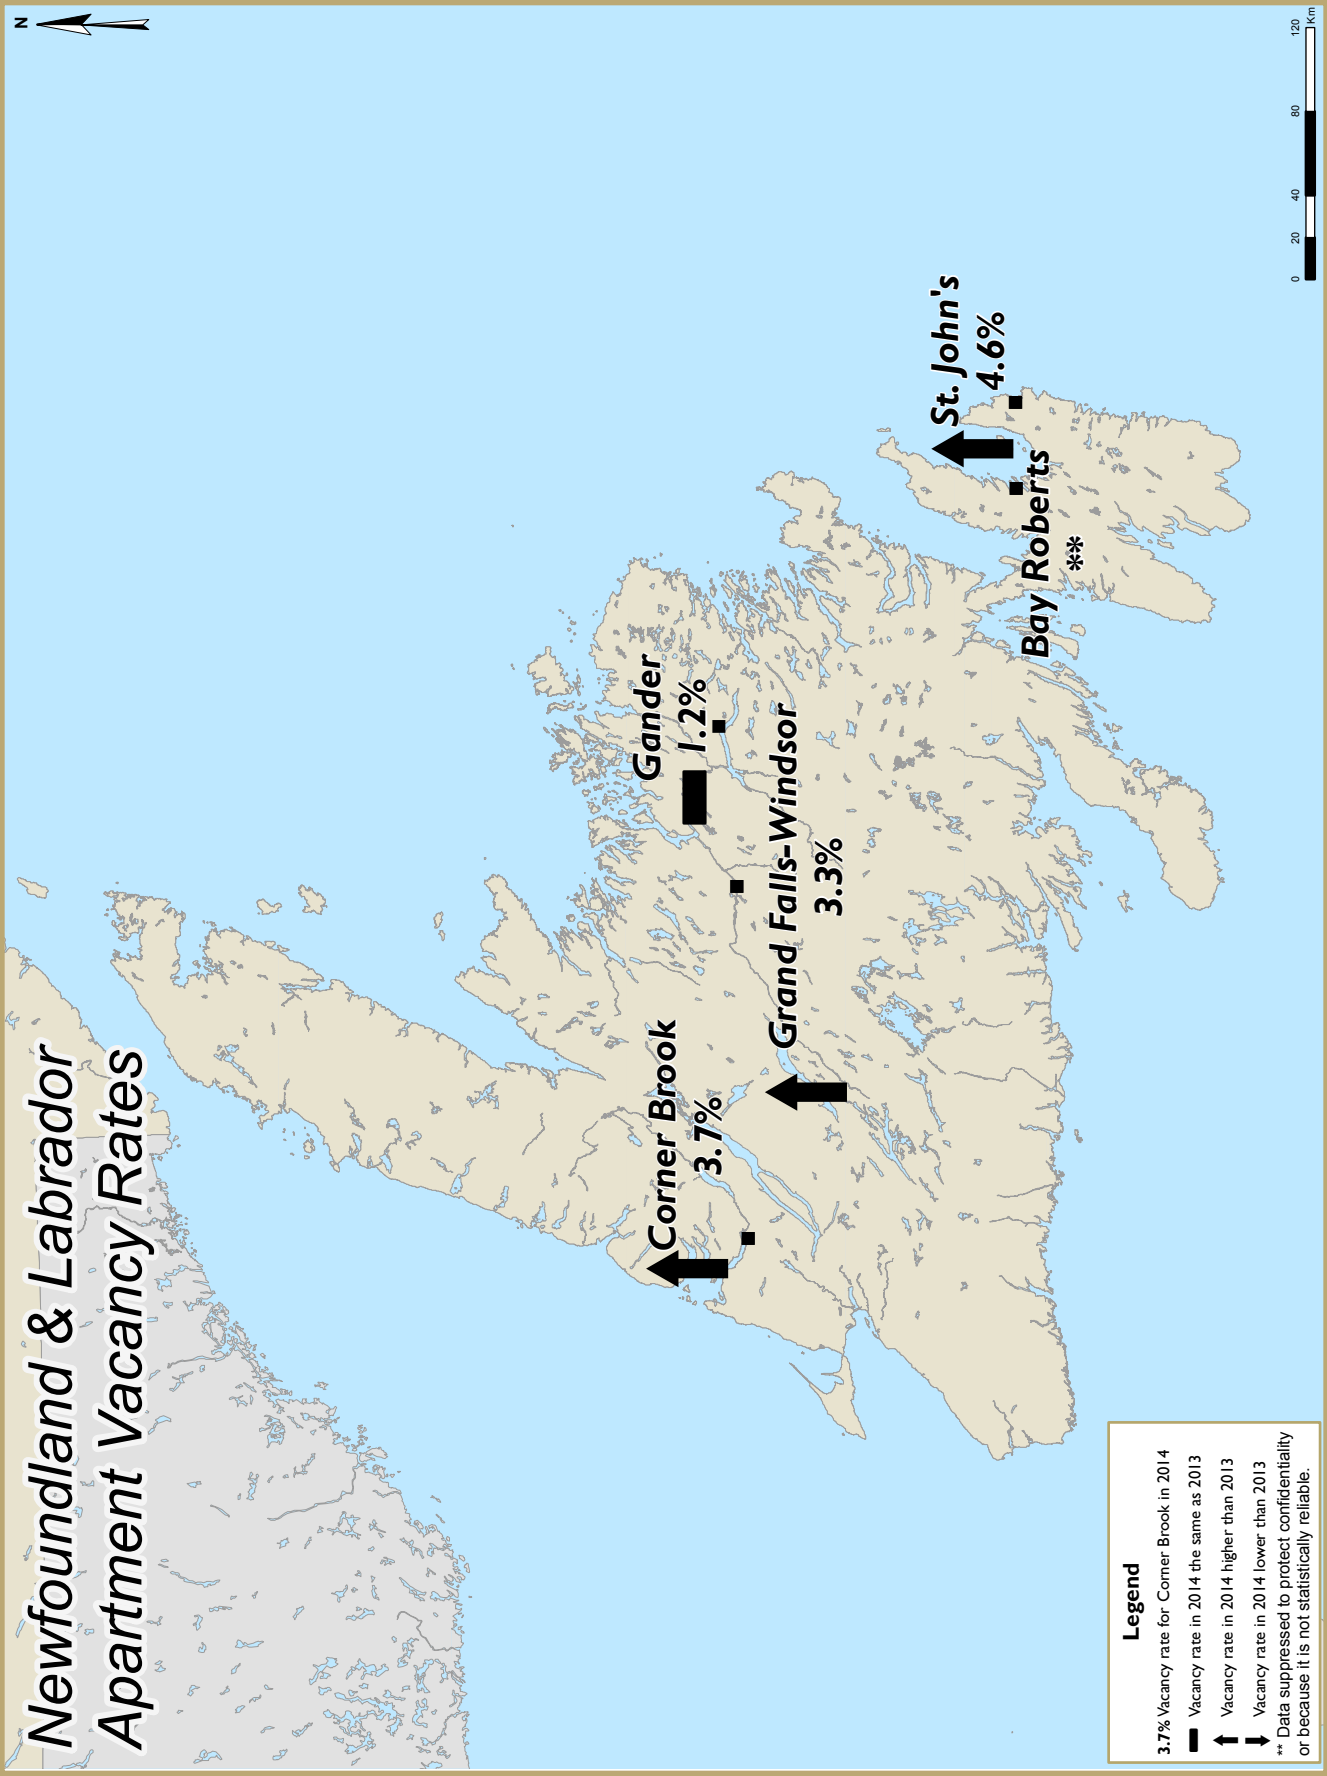 Newfoundland & Labrador
Apartment Vacancy Rates
N
Corner Brook
3.7%
Gander
1.2%
Grand Falls-Windsor
3.3%
St. John's
4.6%
Bay Roberts
**
Legend
3.7% Vacancy rate for Corner Brook in 2014
Vacancy rate in 2014 the same as 2013
Vacancy rate in 2014 higher than 2013
Vacancy rate in 2014 lower than 2013
** Data suppressed to protect confidentiality
or because it is not statistically reliable.
0 20 40 80 120
Km